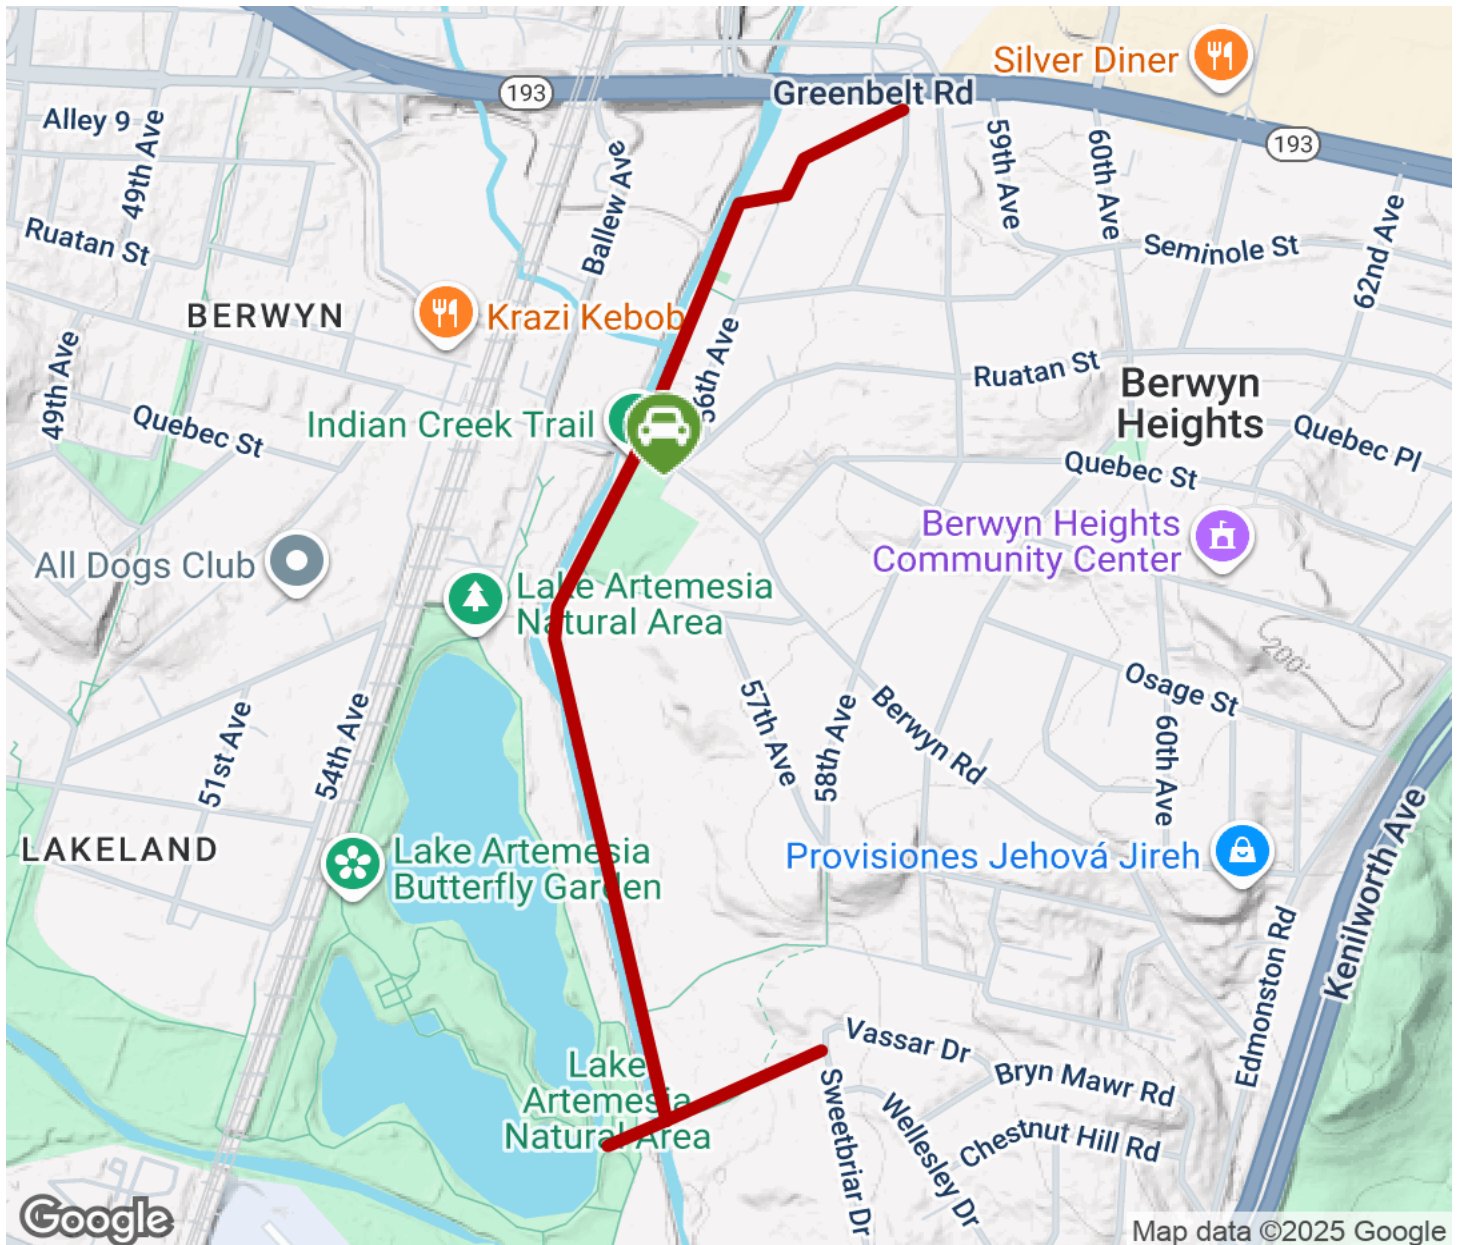 Silver Diner
193
Greenbelt Rd
Alley 9
49th Ave
59th Ave
60th Ave
193
Ruatan St
Ballew Ave
Seminole St
62nd Ave
BERWYN
Krazi Kebob
56th Ave
49th Ave
Ruatan St
Berwyn
Heights
Quebec St
Indian Creek Trail
Quebec Pl
Quebec St
All Dogs Club
Berwyn Heights
Community Center
Lake Artemesia
Natural Area
200'
Osage St
57th Ave
58th Ave
Berwyn Rd
60th Ave
51st Ave
54th Ave
LAKELAND
Lake Artemesia
Butterfly Garden
Provisiones Jehová Jireh
Kenilworth Ave
Edmonston Rd
Lake
Artemesia
Natural Area
Vassar Dr
Bryn Mawr Rd
Sweetbriar Dr
Wellesley Dr
Chestnut Hill Rd
Google
Map data ©2025 Google